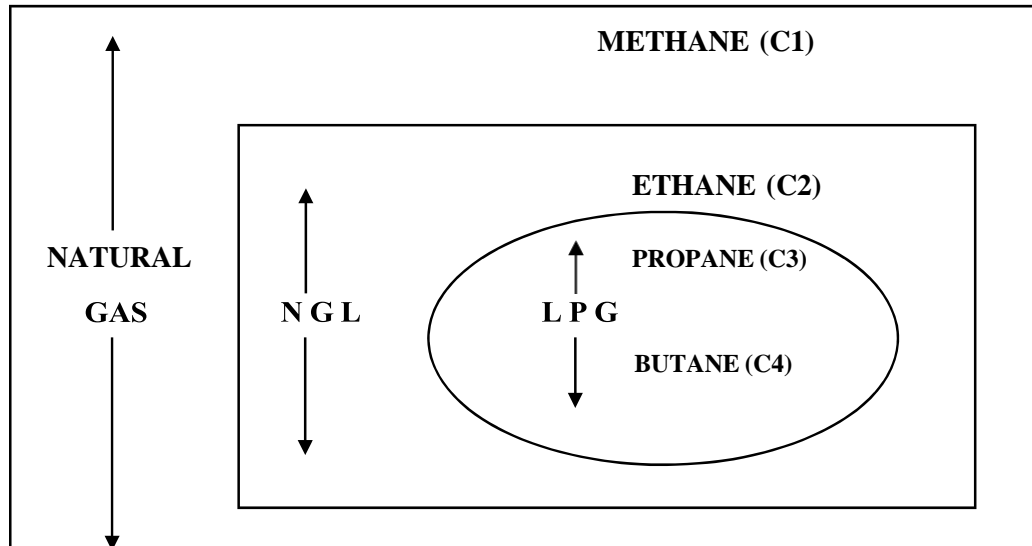 METHANE (C1)
ETHANE (C2)
NATURAL
GAS
N G L
L P G
PROPANE (C3)
BUTANE (C4)